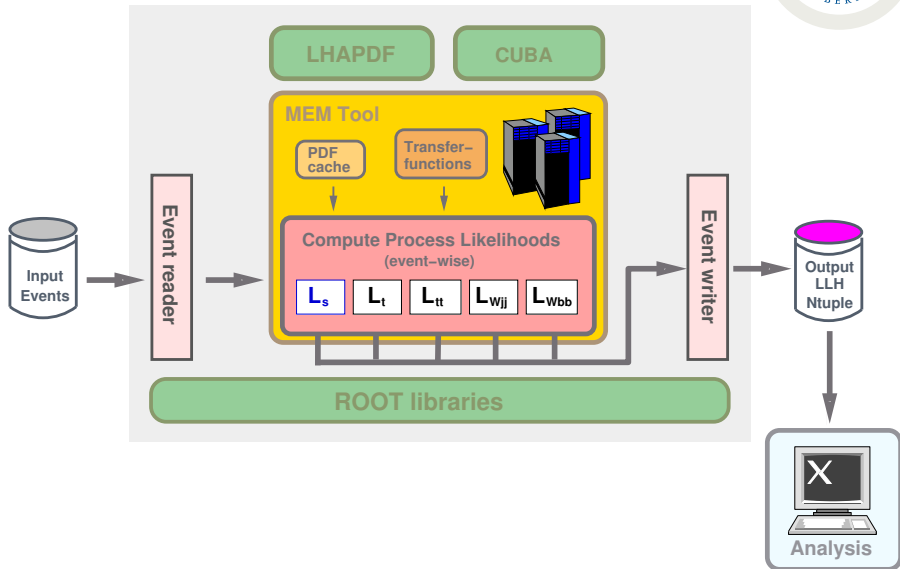 BER
LHAPDF
CUBA
MEM Tool
PDF
cache
Transfer–
functions
Event reader
Event writer
Input
Events
Compute Process Likelihoods
(event–wise)
Ls
Lt
Ltt
LWjj
LWbb
Output
LLH
Ntuple
ROOT libraries
X
Analysis